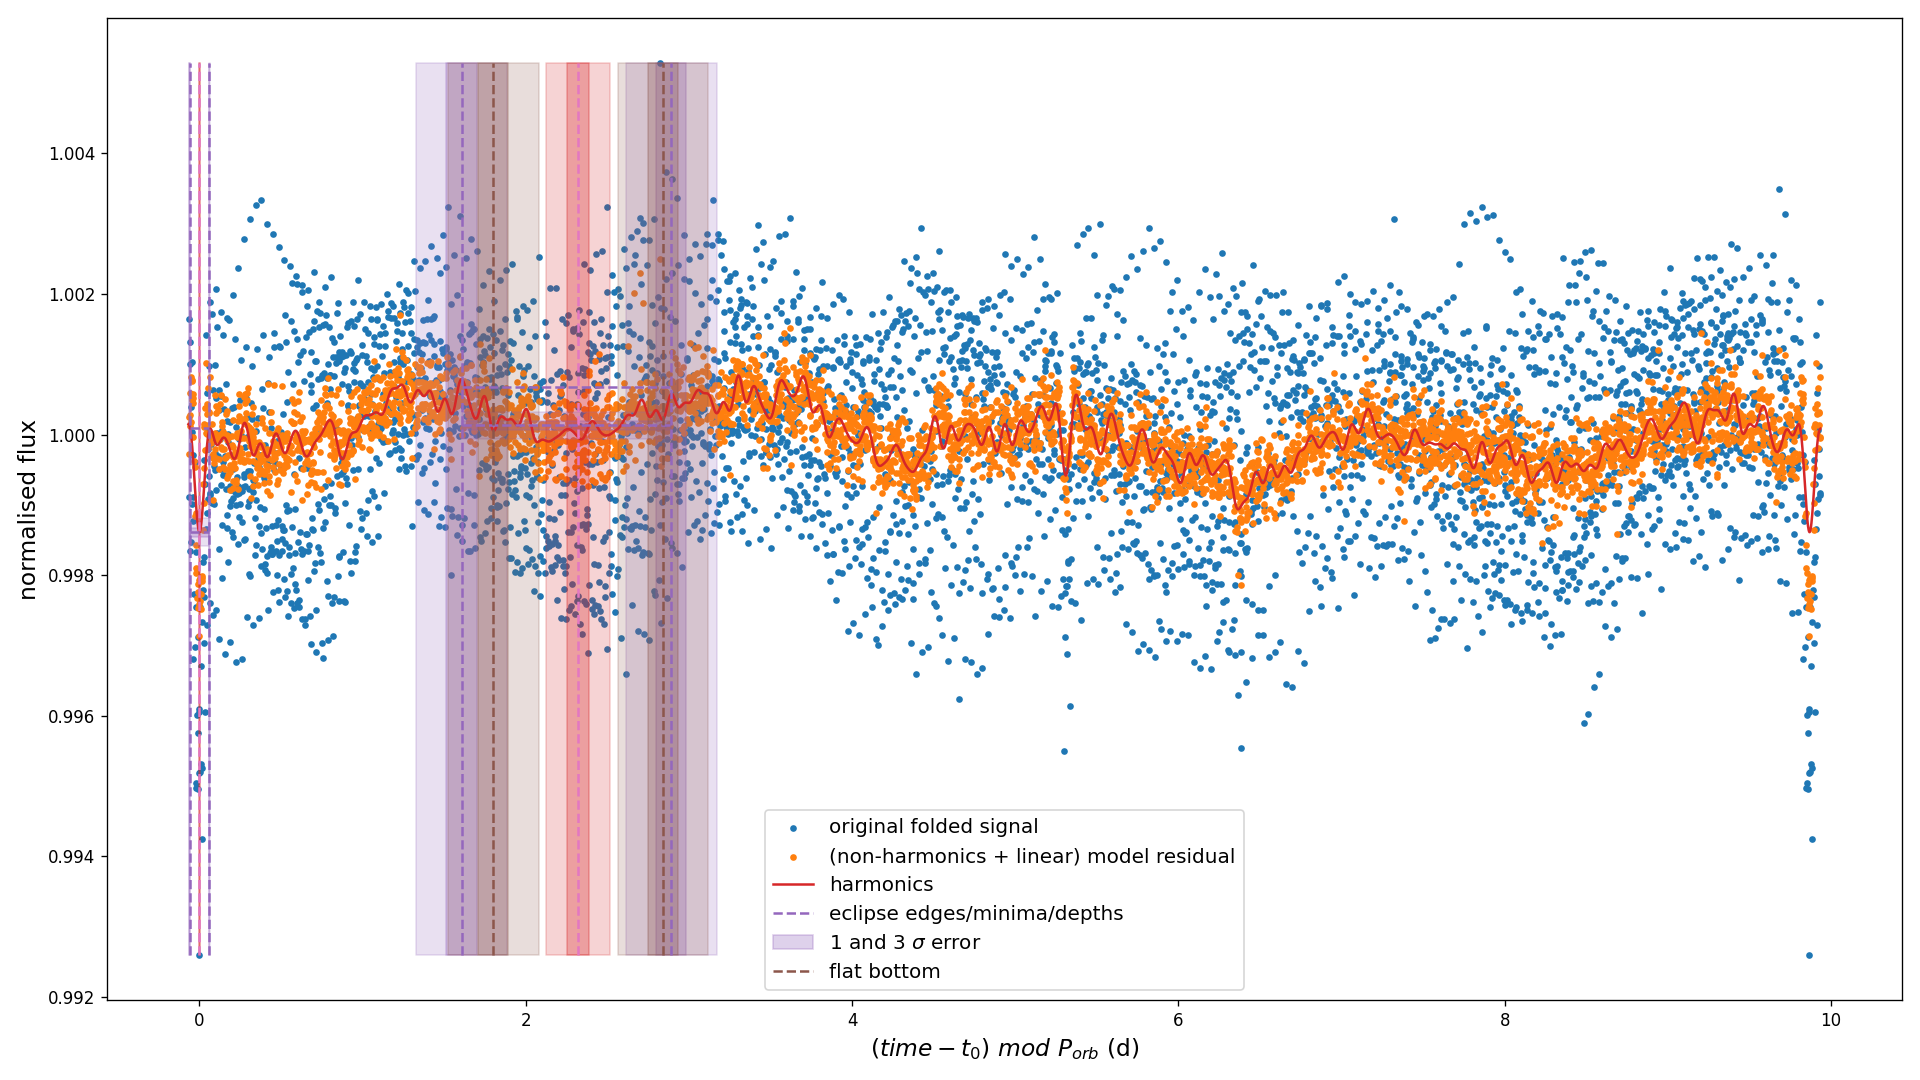 normalised flux
1.004
1.002
1.000
0.998
0.996
0.994
0.992
original folded signal
(non-harmonics + linear) model residual
harmonics
eclipse edges/minima/depths
1 and 3 σ error
flat bottom
0 2 4 6 8 10
(time − t₀) mod Pₒᵣb (d)